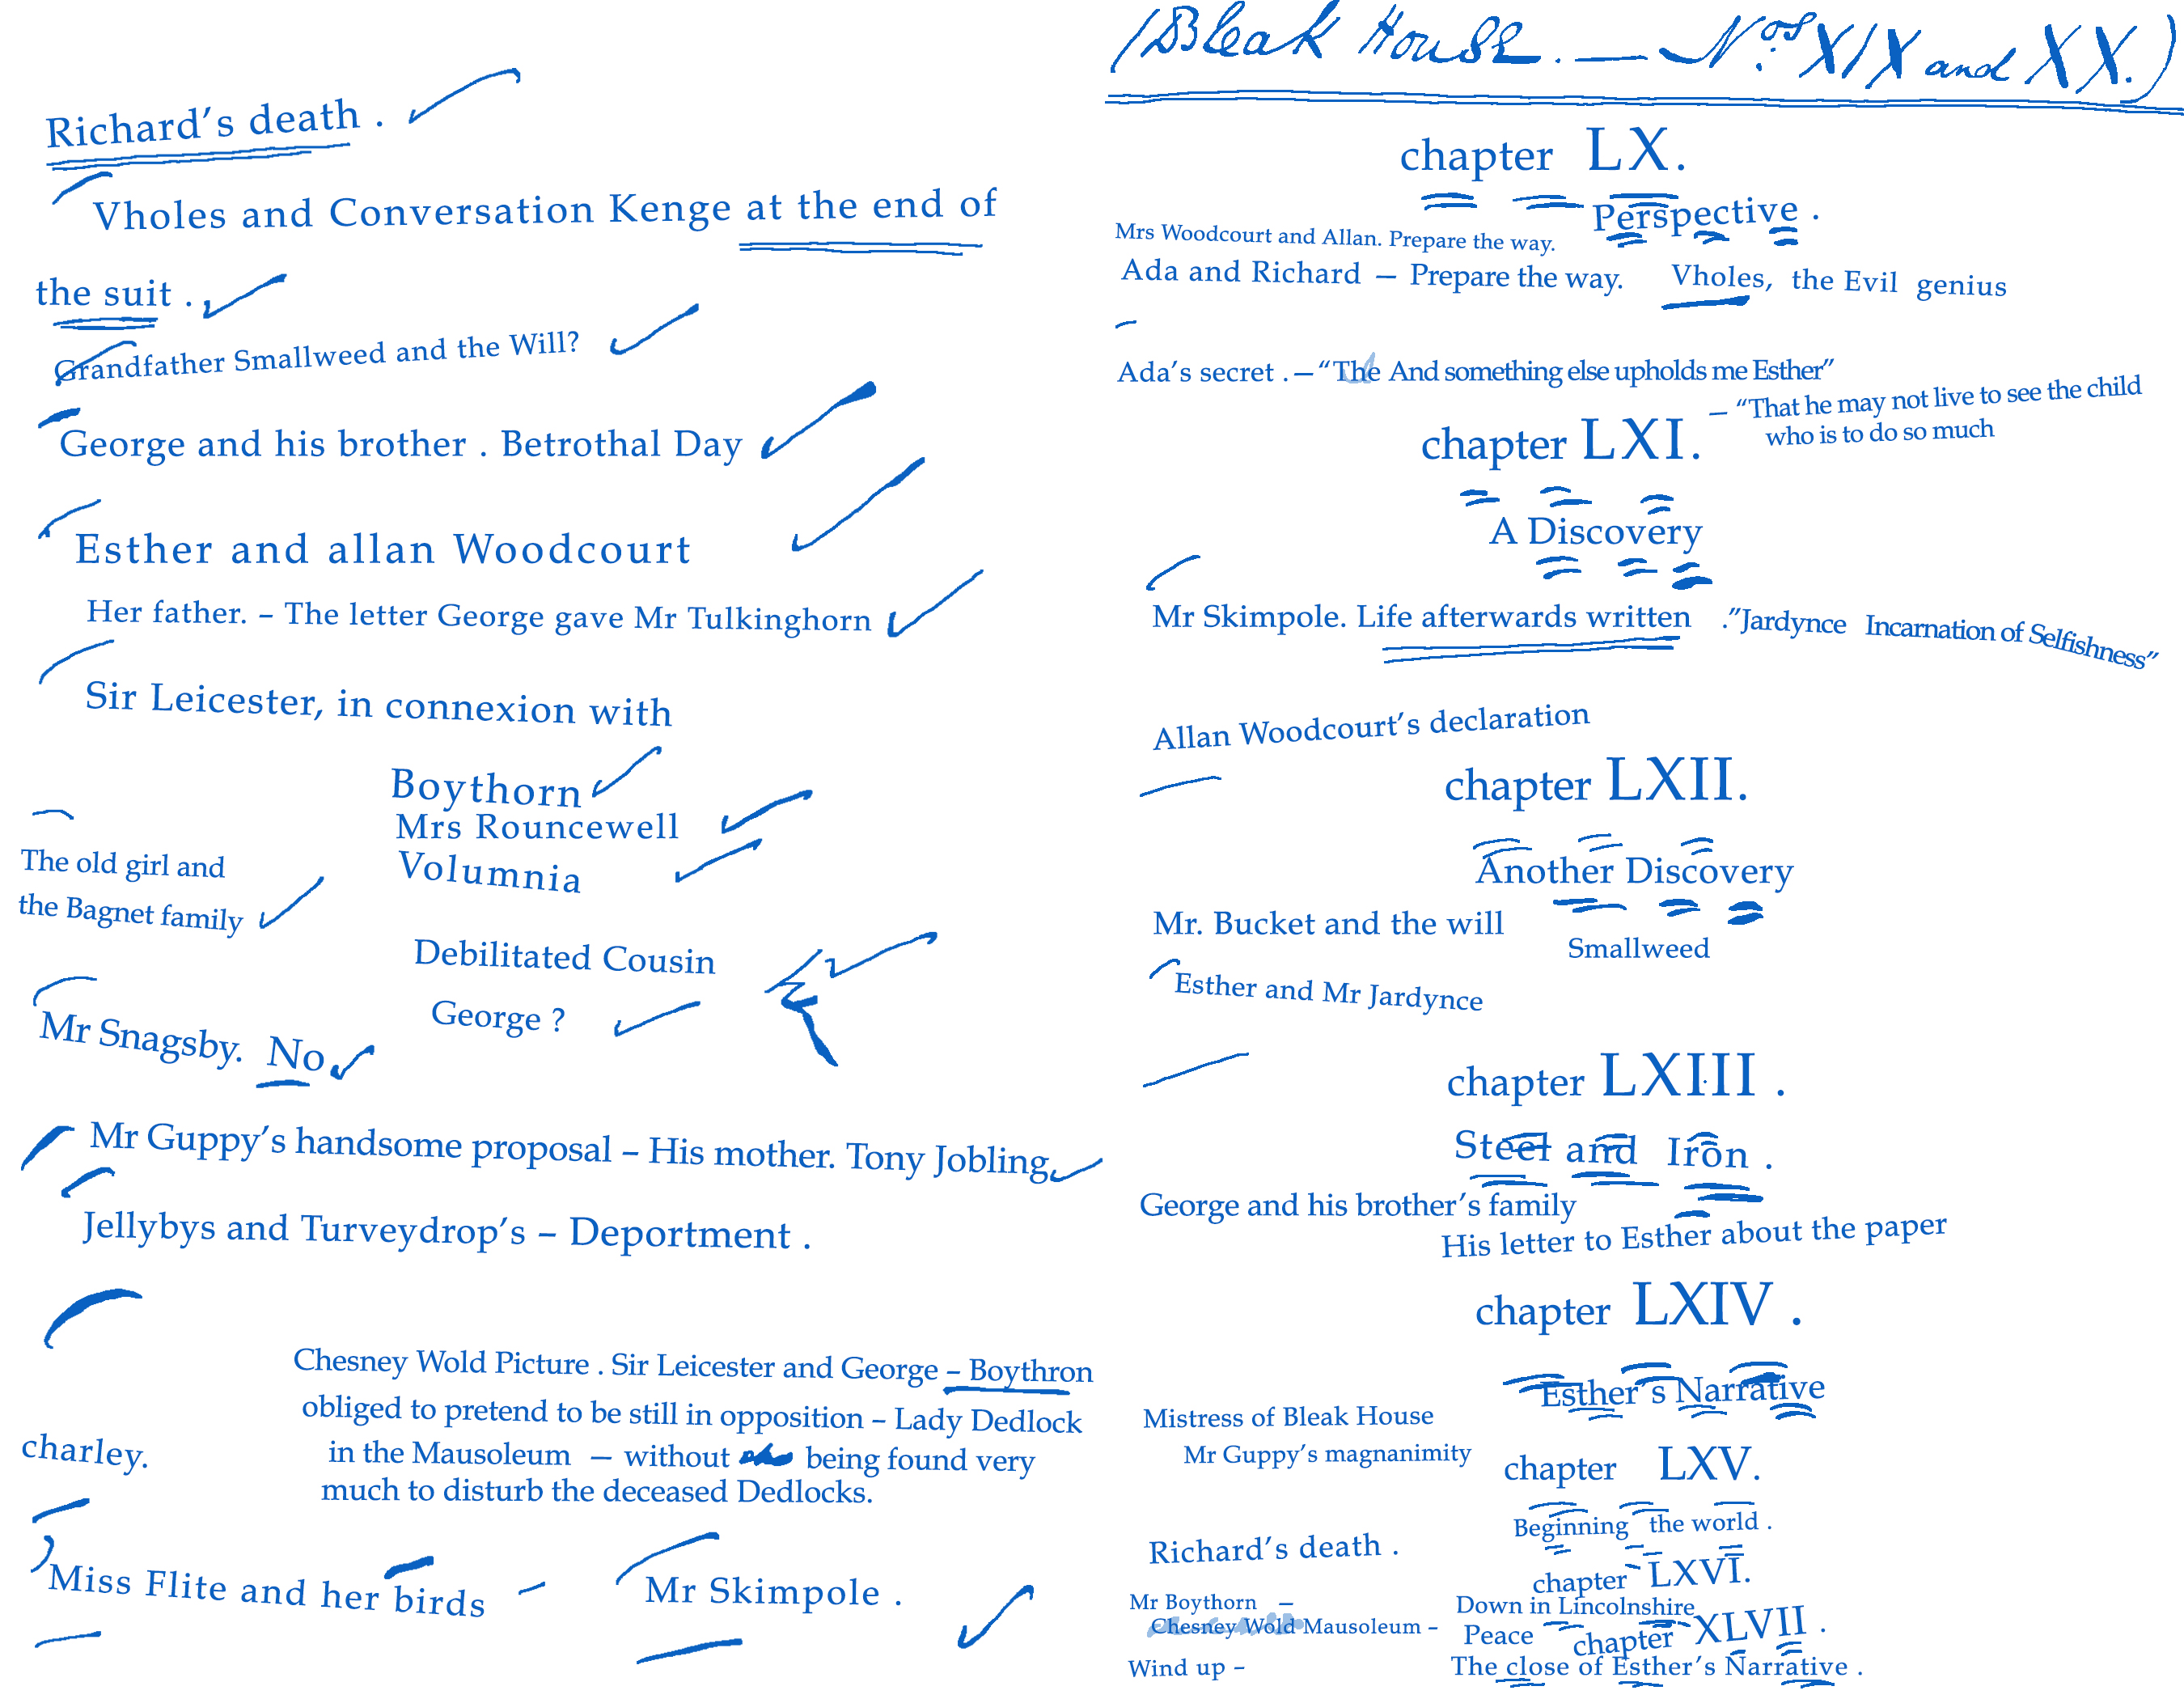 Richard's death .
Vholes and Conversation Kenge at the end of
the suit .
Grandfather Smallweed and the Will?
George and his brother . Betrothal Day
Esther and allan Woodcourt
Her father. – The letter George gave Mr Tulkinghorn
Sir Leicester, in connexion with
Boythorn
Mrs Rouncewell
Volumnia
The old girl and
the Bagnet family
Debilitated Cousin
George ?
Mr Snagsby. No
Mr Guppy's handsome proposal – His mother. Tony Jobling
Jellybys and Turveydrop's – Deportment .
Chesney Wold Picture . Sir Leicester and George – Boythron
obliged to pretend to be still in opposition – Lady Dedlock
in the Mausoleum — without being found very
much to disturb the deceased Dedlocks.
charley.
Miss Flite and her birds –
Mr Skimpole .
(Bleak House. — Nos. XIX and XX.)
chapter LX.
Perspective .
Mrs Woodcourt and Allan. Prepare the way.
Ada and Richard — Prepare the way. Vholes, the Evil genius
Ada's secret . — "The And something else upholds me Esther"
— "That he may not live to see the child
who is to do so much
chapter LXI.
A Discovery
Mr Skimpole. Life afterwards written ."Jardynce Incarnation of Selfishness"
Allan Woodcourt's declaration
chapter LXII.
Another Discovery
Mr. Bucket and the will
Smallweed
Esther and Mr Jardynce
chapter LXIII .
Steel and Iron .
George and his brother's family
His letter to Esther about the paper
chapter LXIV .
Esther's Narrative
Mistress of Bleak House
Mr Guppy's magnanimity
chapter LXV.
Beginning the world .
Richard's death .
chapter LXVI.
Down in Lincolnshire
Mr Boythorn —
Chesney Wold Mausoleum –
Peace
chapter XLVII .
Wind up –
The close of Esther's Narrative .